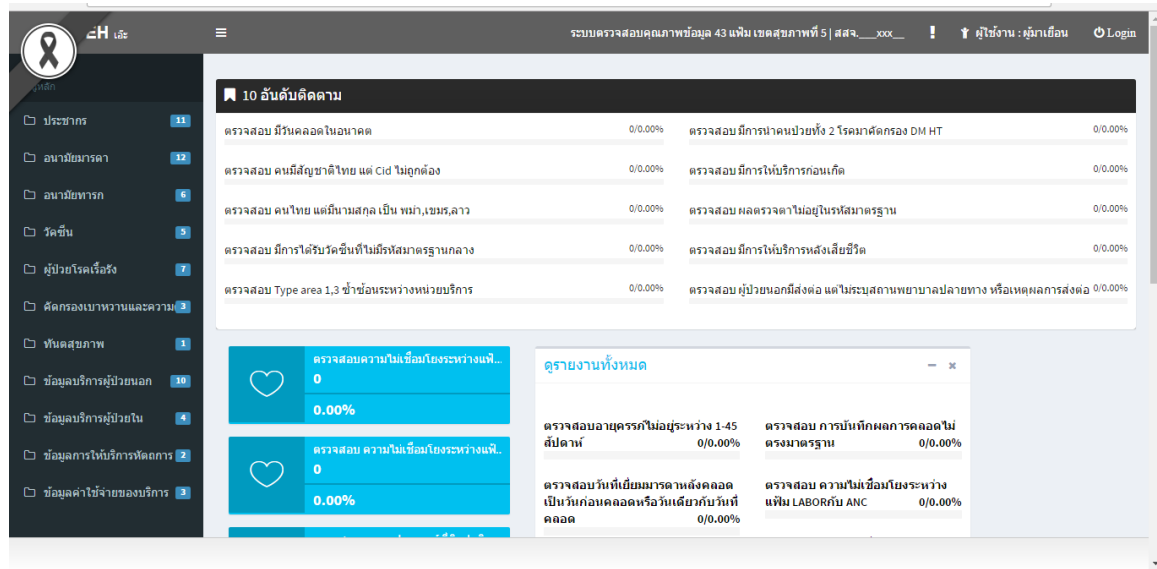 EH เอ๊ะ
ระบบตรวจสอบคุณภาพข้อมูล 43 แฟ้ม เขตสุขภาพที่ 5 | สสจ.___xxx__
ผู้ใช้งาน : ผู้มาเยือน
Login
ประชากร 11
อนามัยมารดา 12
อนามัยทารก 6
วัคซีน 5
ผู้ป่วยโรคเรื้อรัง 7
คัดกรองเบาหวานและความ 3
ทันตสุขภาพ 1
ข้อมูลบริการผู้ป่วยนอก 10
ข้อมูลบริการผู้ป่วยใน 4
ข้อมูลการให้บริการหัตถการ 2
ข้อมูลค่าใช้จ่ายของบริการ 3
10 อันดับติดตาม
ตรวจสอบ มีวันคลอดในอนาคต 0/0.00%
ตรวจสอบ คนมีสัญชาติไทย แต่ Cid ไม่ถูกต้อง 0/0.00%
ตรวจสอบ คนไทย แต่มีนามสกุล เป็น พม่า,เขมร,ลาว 0/0.00%
ตรวจสอบ มีการได้รับวัคซีนที่ไม่มีรหัสมาตรฐานกลาง 0/0.00%
ตรวจสอบ Type area 1,3 ซ้ำซ้อนระหว่างหน่วยบริการ 0/0.00%
ตรวจสอบ มีการนำคนป่วยทั้ง 2 โรคมาคัดกรอง DM HT 0/0.00%
ตรวจสอบ มีการให้บริการก่อนเกิด 0/0.00%
ตรวจสอบ ผลตรวจตาไม่อยู่ในรหัสมาตรฐาน 0/0.00%
ตรวจสอบ มีการให้บริการหลังเสียชีวิต 0/0.00%
ตรวจสอบ ผู้ป่วยนอกมีส่งต่อ แต่ไม่ระบุสถานพยาบาลปลายทาง หรือเหตุผลการส่งต่อ 0/0.00%
ตรวจสอบความไม่เชื่อมโยงระหว่างแฟ้...
0
0.00%
ตรวจสอบ ความไม่เชื่อมโยงระหว่างแฟ้..
0
0.00%
ดูรายงานทั้งหมด
ตรวจสอบอายุครรภ์ไม่อยู่ระหว่าง 1-45
สัปดาห์ 0/0.00%
ตรวจสอบ การบันทึกผลการคลอดไม่
ตรงมาตรฐาน 0/0.00%
ตรวจสอบวันที่เยี่ยมมารดาหลังคลอด
เป็นวันก่อนคลอดหรือวันเดียวกับวันที่
คลอด 0/0.00%
ตรวจสอบ ความไม่เชื่อมโยงระหว่าง
แฟ้ม LABORกับ ANC 0/0.00%